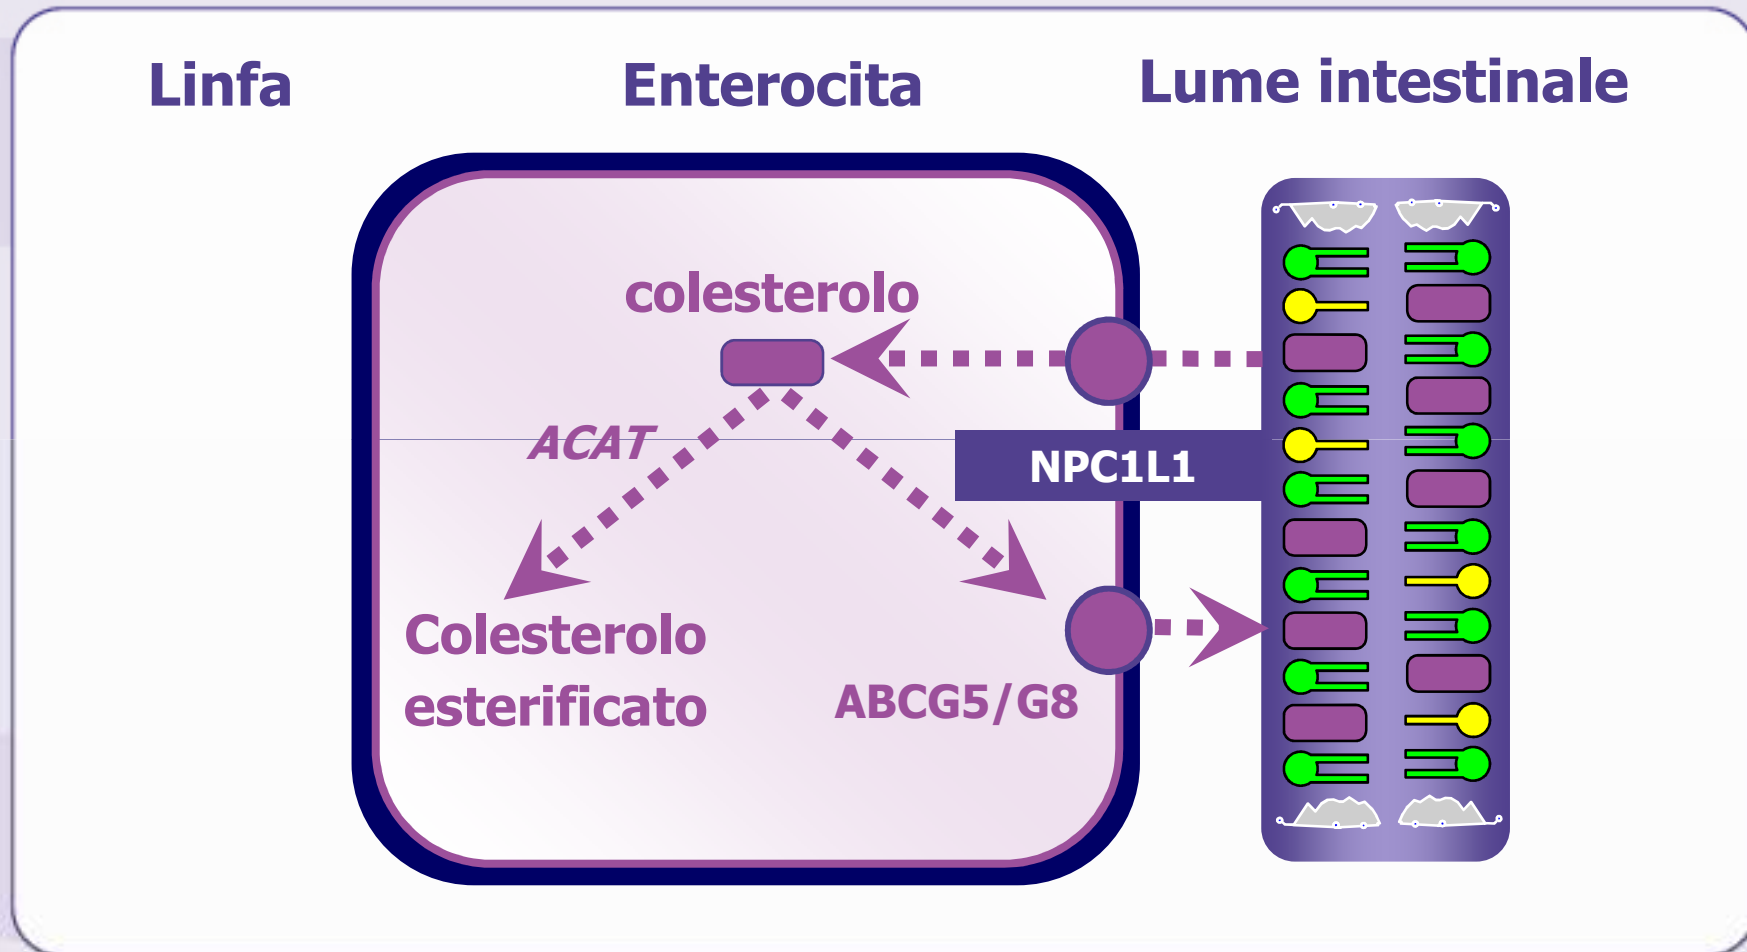 Linfa
Enterocita
Lume intestinale
colesterolo
ACAT
NPC1L1
Colesterolo
esterificato
ABCG5/G8